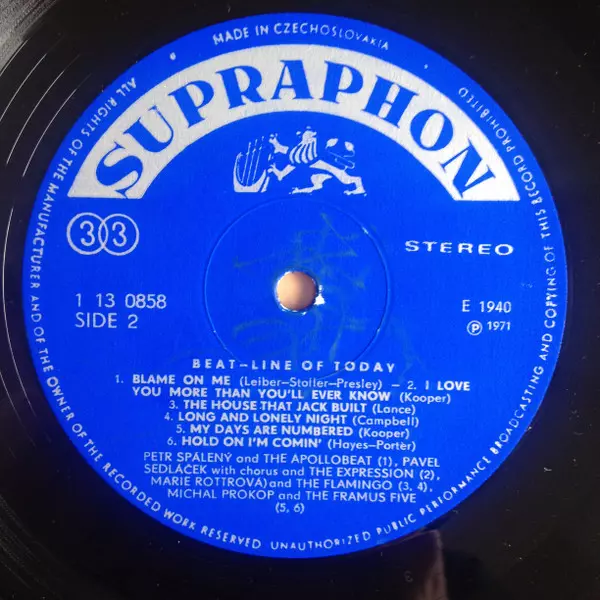 MADE IN CZECHOSLOVAKIA
SUPRAPHON
33
STEREO
1 13 0858
SIDE 2
E 1940
Ⓟ 1971
BEAT-LINE OF TODAY
1. BLAME ON ME (Leiber-Stoller-Presley) - 2. I LOVE
YOU MORE THAN YOU'LL EVER KNOW (Kooper)
3. THE HOUSE THAT JACK BUILT (Lance)
4. LONG AND LONELY NIGHT (Campbell)
5. MY DAYS ARE NUMBERED (Kooper)
6. HOLD ON I'M COMIN' (Hayes-Porter)
PETR SPÁLENÝ and THE APOLLOBEAT (1), PAVEL
SEDLÁČEK with chorus and THE EXPRESSION (2),
MARIE ROTTROVÁ and THE FLAMINGO (3, 4),
MICHAL PROKOP and THE FRAMUS FIVE
(5, 6)
ALL RIGHTS OF THE MANUFACTURER AND OF THE OWNER OF THE RECORDED WORK RESERVED UNAUTHORIZED PUBLIC PERFORMANCE BROADCASTING AND COPYING OF THIS RECORD PROHIBITED